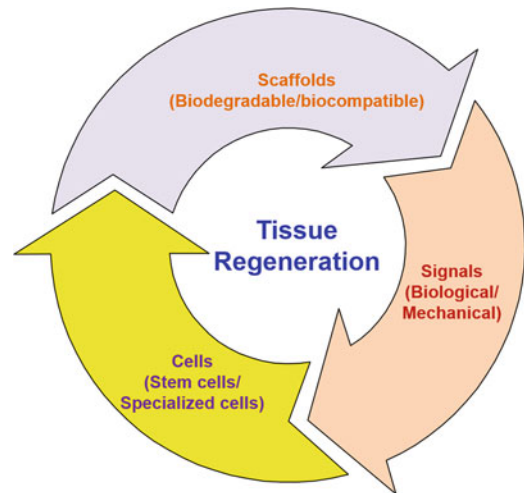 Scaffolds
(Biodegradable/biocompatible)
Tissue
Regeneration
Signals
(Biological/
Mechanical)
Cells
(Stem cells/
Specialized cells)